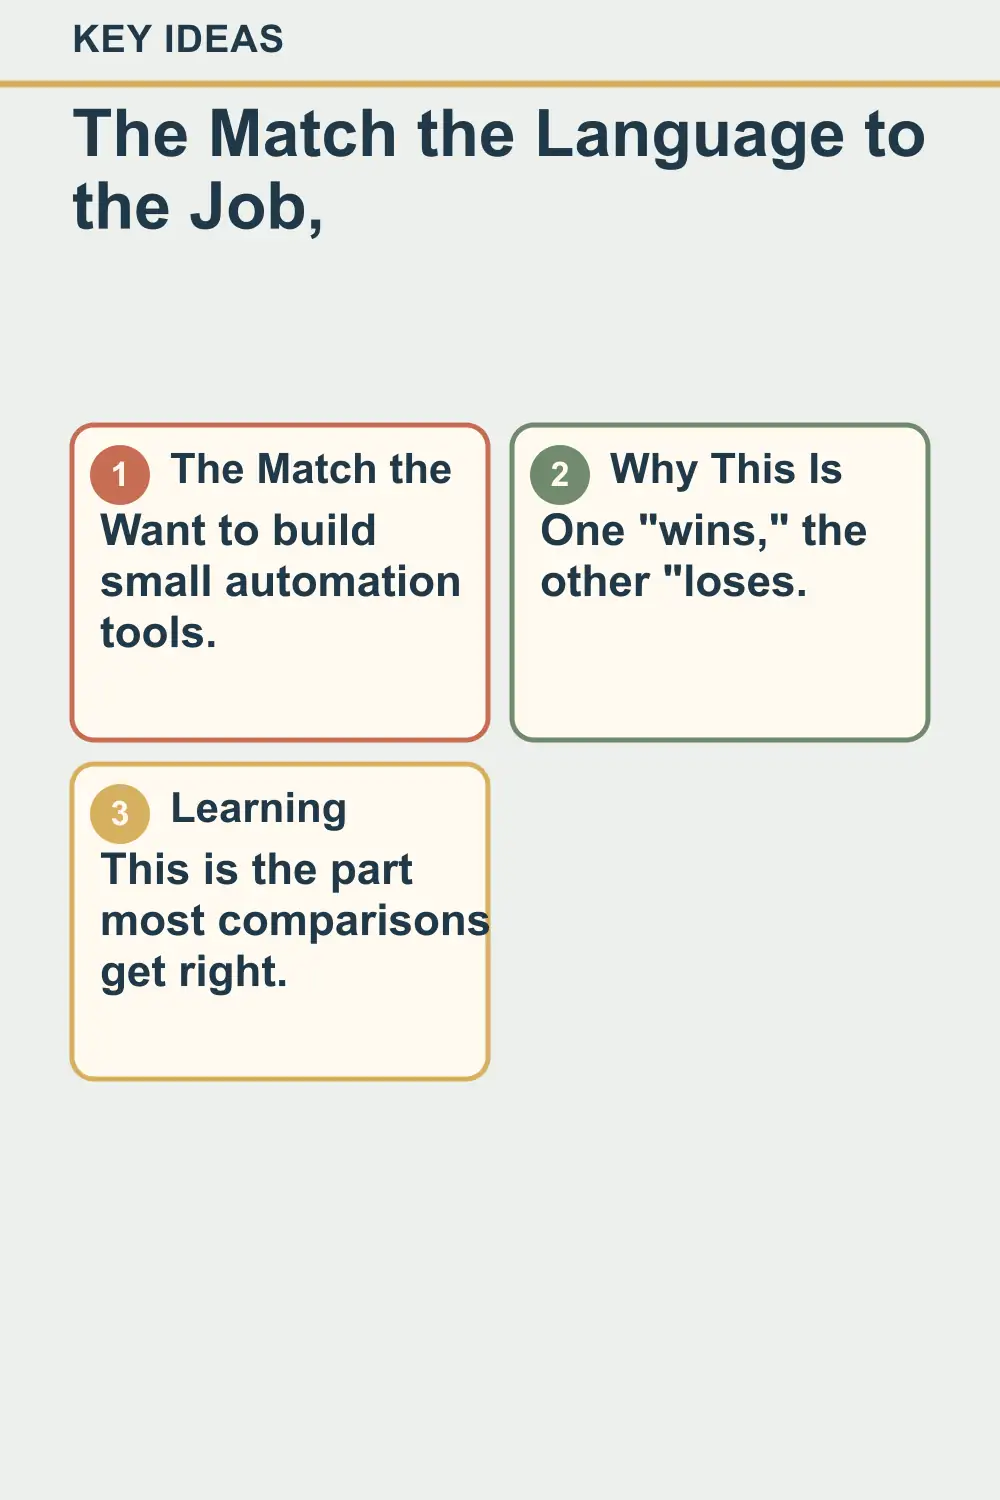 KEY IDEAS
The Match the Language to
the Job,
1 The Match the
Want to build
small automation
tools.
2 Why This Is
One "wins," the
other "loses.
3 Learning
This is the part
most comparisons
get right.